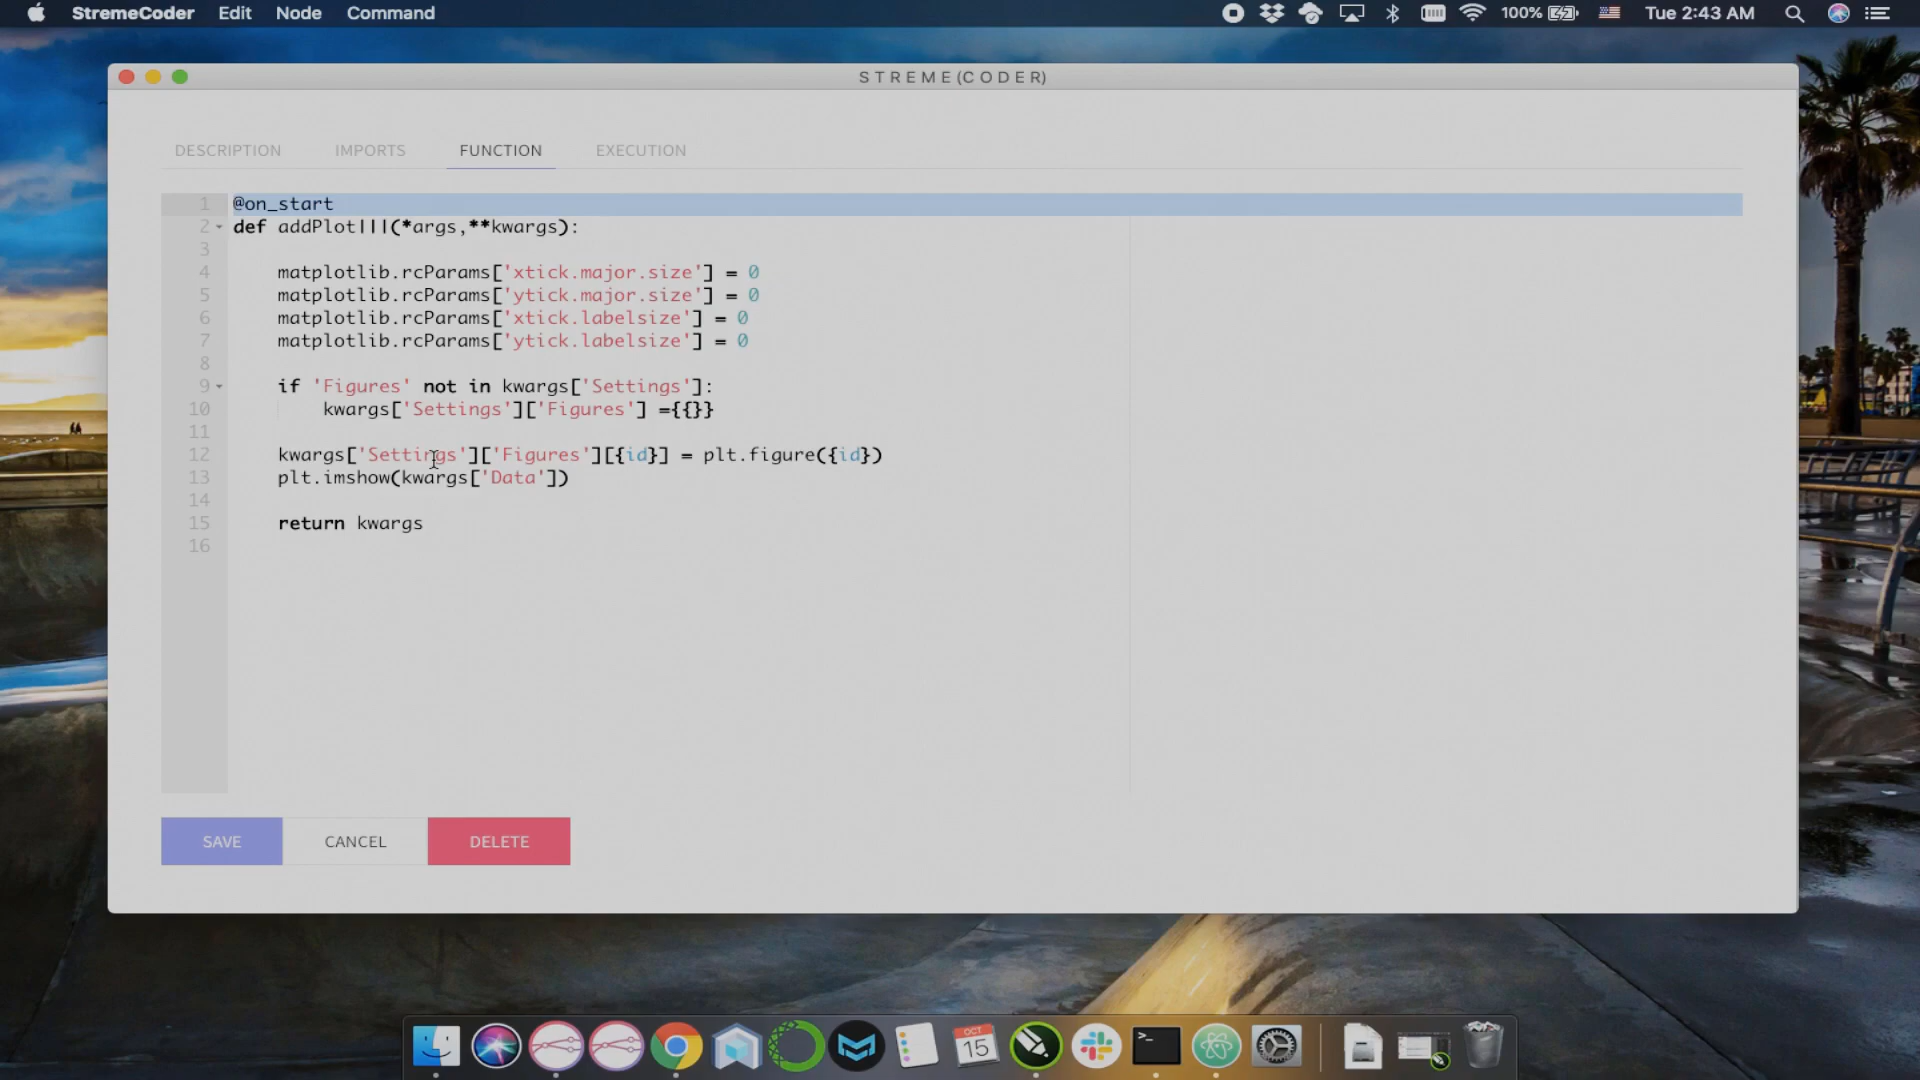 StremeCoder Edit Node Command 100% Tue 2:43 AM
STREME(CODER)
DESCRIPTION IMPORTS FUNCTION EXECUTION
1 @on_start
2 def addPlot|||(*args,**kwargs):
3
4 matplotlib.rcParams['xtick.major.size'] = 0
5 matplotlib.rcParams['ytick.major.size'] = 0
6 matplotlib.rcParams['xtick.labelsize'] = 0
7 matplotlib.rcParams['ytick.labelsize'] = 0
8
9 if 'Figures' not in kwargs['Settings']:
10 kwargs['Settings']['Figures'] ={{}}
11
12 kwargs['Settings']['Figures'][{id}] = plt.figure({id})
13 plt.imshow(kwargs['Data'])
14
15 return kwargs
16
SAVE CANCEL DELETE
OCT
15